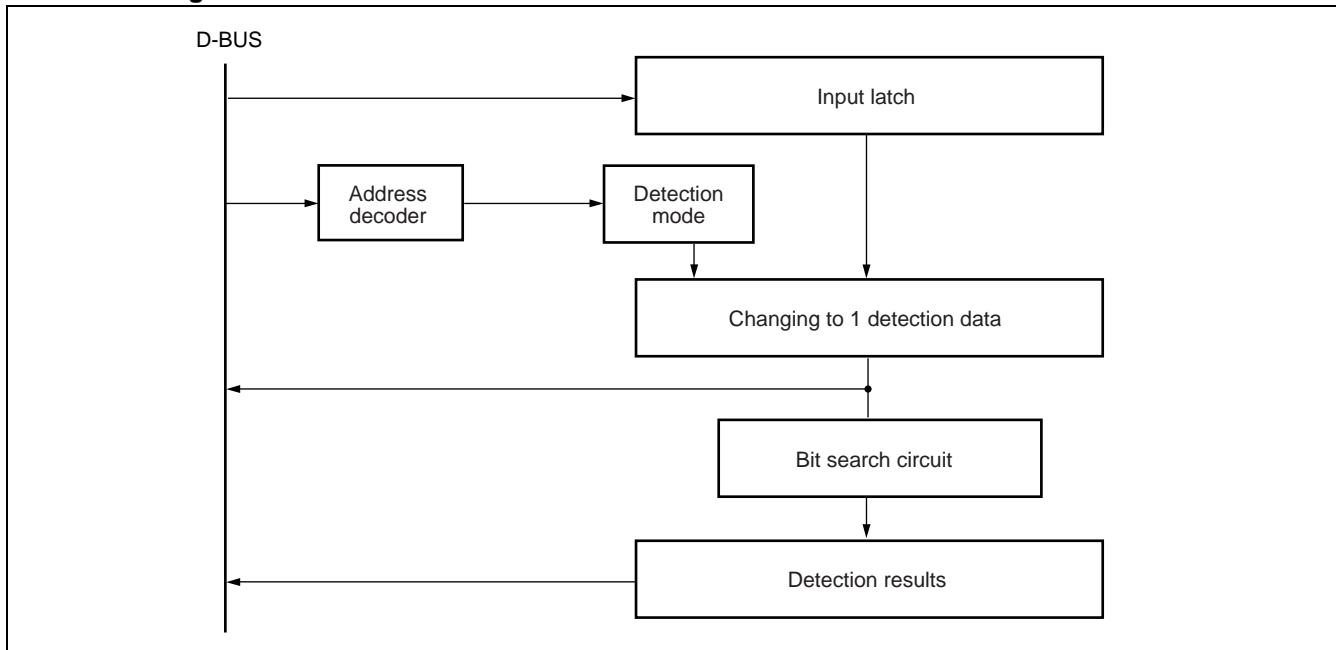 D-BUS
Input latch
Address
decoder
Detection
mode
Changing to 1 detection data
Bit search circuit
Detection results